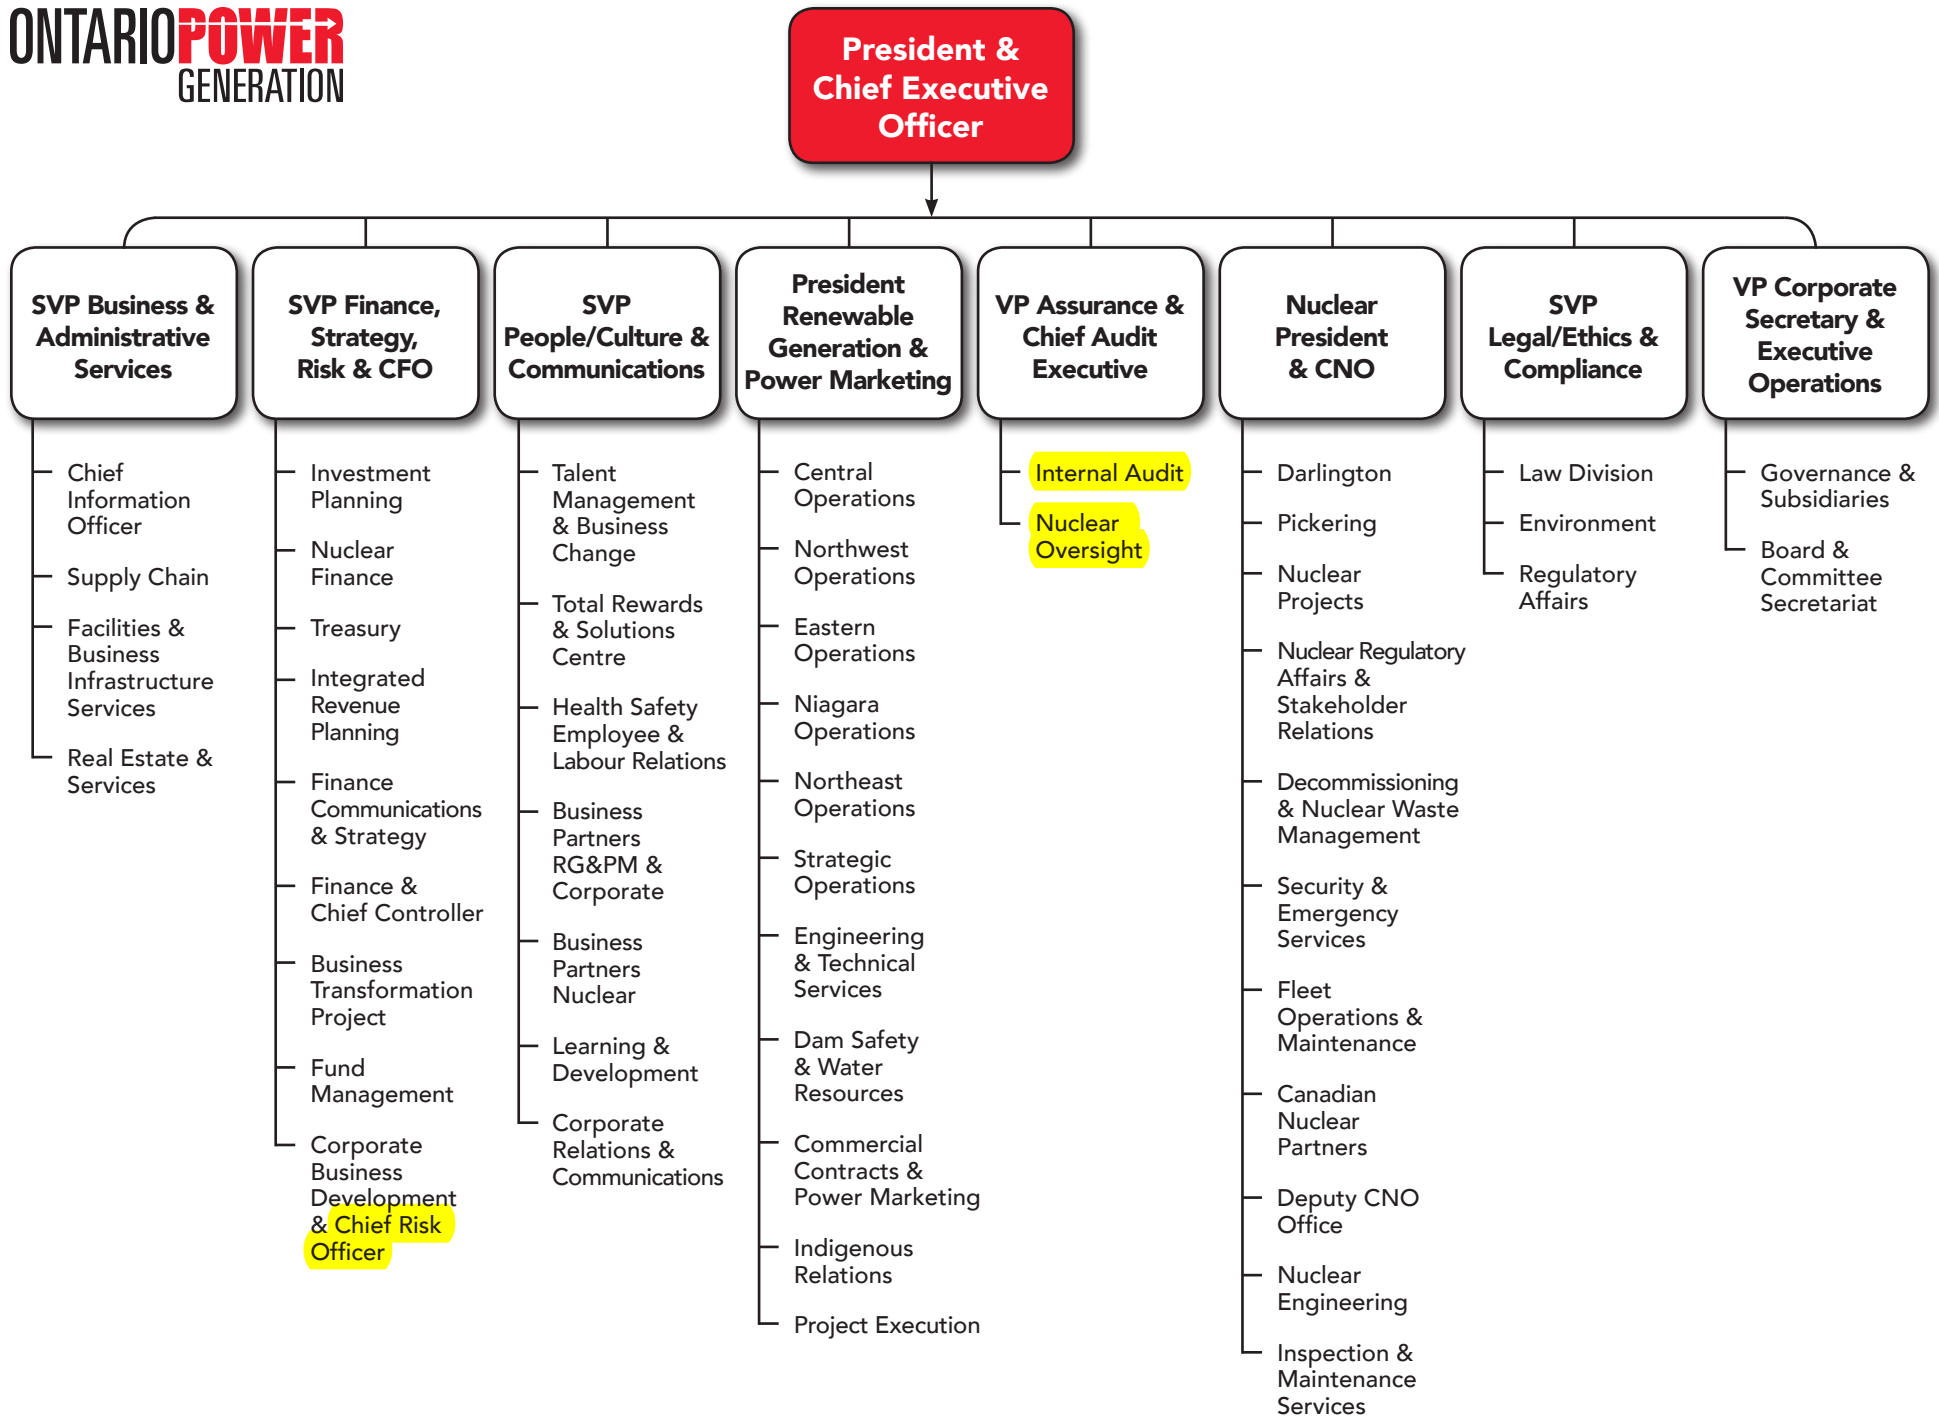 ONTARIOPOWER
GENERATION
President &
Chief Executive
Officer
SVP Business &
Administrative
Services
Chief
Information
Officer
Supply Chain
Facilities &
Business
Infrastructure
Services
Real Estate &
Services
SVP Finance,
Strategy,
Risk & CFO
Investment
Planning
Nuclear
Finance
Treasury
Integrated
Revenue
Planning
Finance
Communications
& Strategy
Finance &
Chief Controller
Business
Transformation
Project
Fund
Management
Corporate
Business
Development
& Chief Risk
Officer
SVP
People/Culture &
Communications
Talent
Management
& Business
Change
Total Rewards
& Solutions
Centre
Health Safety
Employee &
Labour Relations
Business
Partners
RG&PM &
Corporate
Business
Partners
Nuclear
Learning &
Development
Corporate
Relations &
Communications
President
Renewable
Generation &
Power Marketing
Central
Operations
Northwest
Operations
Eastern
Operations
Niagara
Operations
Northeast
Operations
Strategic
Operations
Engineering
& Technical
Services
Dam Safety
& Water
Resources
Commercial
Contracts &
Power Marketing
Indigenous
Relations
Project Execution
VP Assurance &
Chief Audit
Executive
Internal Audit
Nuclear
Oversight
Nuclear
President
& CNO
Darlington
Pickering
Nuclear
Projects
Nuclear Regulatory
Affairs &
Stakeholder
Relations
Decommissioning
& Nuclear Waste
Management
Security &
Emergency
Services
Fleet
Operations &
Maintenance
Canadian
Nuclear
Partners
Deputy CNO
Office
Nuclear
Engineering
Inspection &
Maintenance
Services
SVP
Legal/Ethics &
Compliance
Law Division
Environment
Regulatory
Affairs
VP Corporate
Secretary &
Executive
Operations
Governance &
Subsidiaries
Board &
Committee
Secretariat